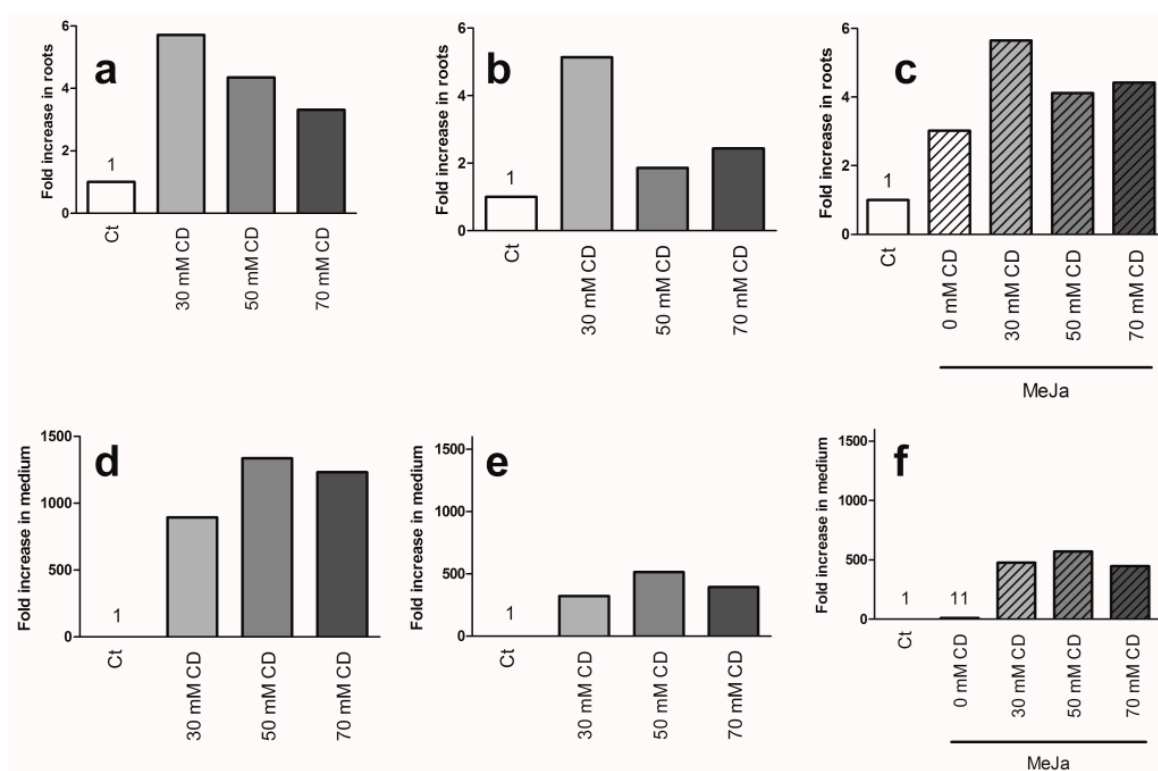 a
Fold increase in roots
6
4
2
0
1
Ct
30 mM CD
50 mM CD
70 mM CD
b
Fold increase in roots
6
4
2
0
1
Ct
30 mM CD
50 mM CD
70 mM CD
c
Fold increase in roots
6
4
2
0
1
Ct
0 mM CD
30 mM CD
50 mM CD
70 mM CD
MeJa
d
Fold increase in medium
1500
1000
500
0
1
Ct
30 mM CD
50 mM CD
70 mM CD
e
Fold increase in medium
1500
1000
500
0
1
Ct
30 mM CD
50 mM CD
70 mM CD
f
Fold increase in medium
1500
1000
500
0
1
11
Ct
0 mM CD
30 mM CD
50 mM CD
70 mM CD
MeJa